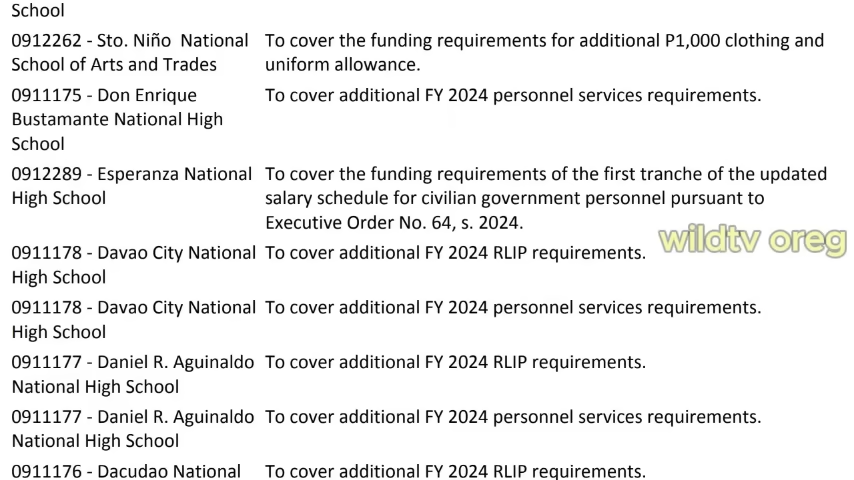 School
0912262 - Sto. Niño National To cover the funding requirements for additional P1,000 clothing and
School of Arts and Trades uniform allowance.
0911175 - Don Enrique To cover additional FY 2024 personnel services requirements.
Bustamante National High
School
0912289 - Esperanza National To cover the funding requirements of the first tranche of the updated
High School salary schedule for civilian government personnel pursuant to
Executive Order No. 64, s. 2024.
wildtv oreg
0911178 - Davao City National To cover additional FY 2024 RLIP requirements.
High School
0911178 - Davao City National To cover additional FY 2024 personnel services requirements.
High School
0911177 - Daniel R. Aguinaldo To cover additional FY 2024 RLIP requirements.
National High School
0911177 - Daniel R. Aguinaldo To cover additional FY 2024 personnel services requirements.
National High School
0911176 - Dacudao National To cover additional FY 2024 RLIP requirements.